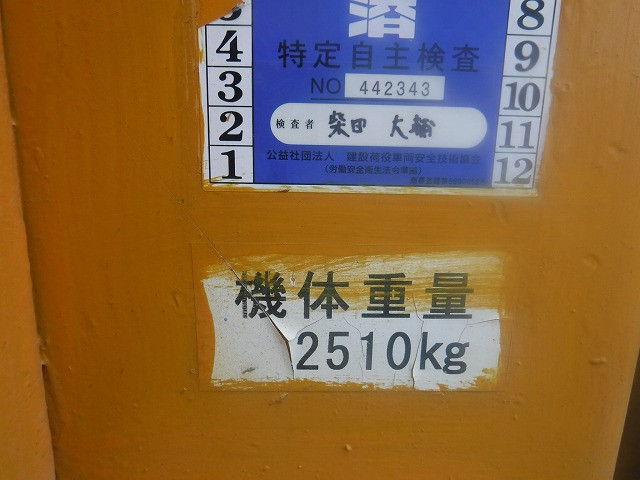 済
特定自主検査
NO 442343
検査者 柴田 大輔
公益社団法人 建設荷役車両安全技術協会
(労働安全衛生法令準拠)
4
3
2
1
8
9
10
11
12
機体重量
2510kg